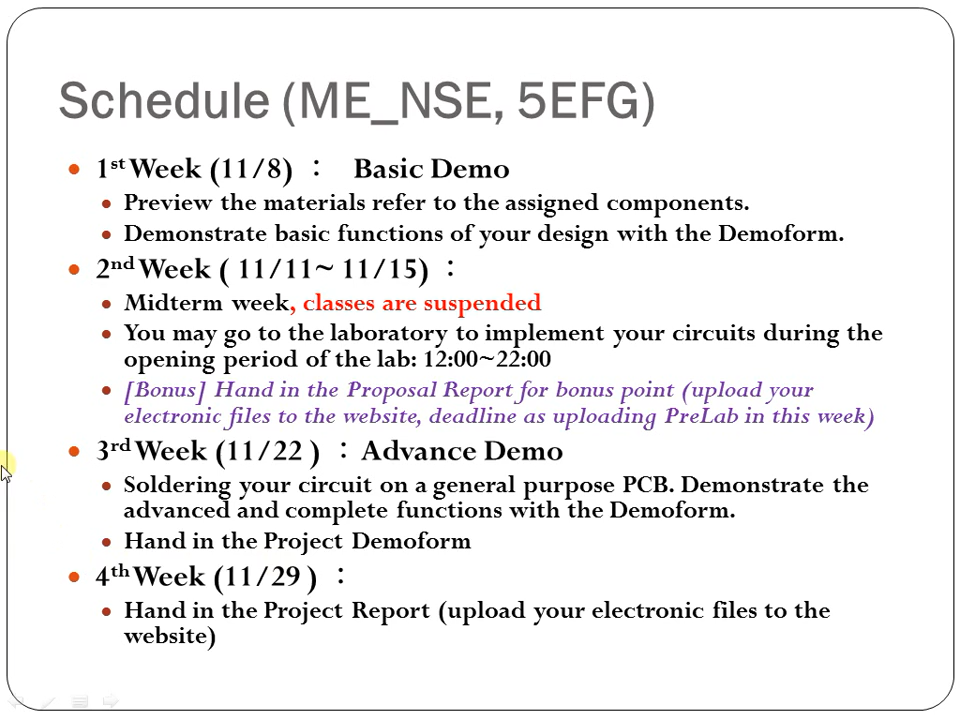 Schedule (ME_NSE, 5EFG)
1st Week (11/8) ： Basic Demo
Preview the materials refer to the assigned components.
Demonstrate basic functions of your design with the Demoform.
2nd Week ( 11/11~ 11/15) ：
Midterm week, classes are suspended
You may go to the laboratory to implement your circuits during the
opening period of the lab: 12:00~22:00
[Bonus] Hand in the Proposal Report for bonus point (upload your
electronic files to the website, deadline as uploading PreLab in this week)
3rd Week (11/22 ) ：Advance Demo
Soldering your circuit on a general purpose PCB. Demonstrate the
advanced and complete functions with the Demoform.
Hand in the Project Demoform
4th Week (11/29 ) ：
Hand in the Project Report (upload your electronic files to the
website)